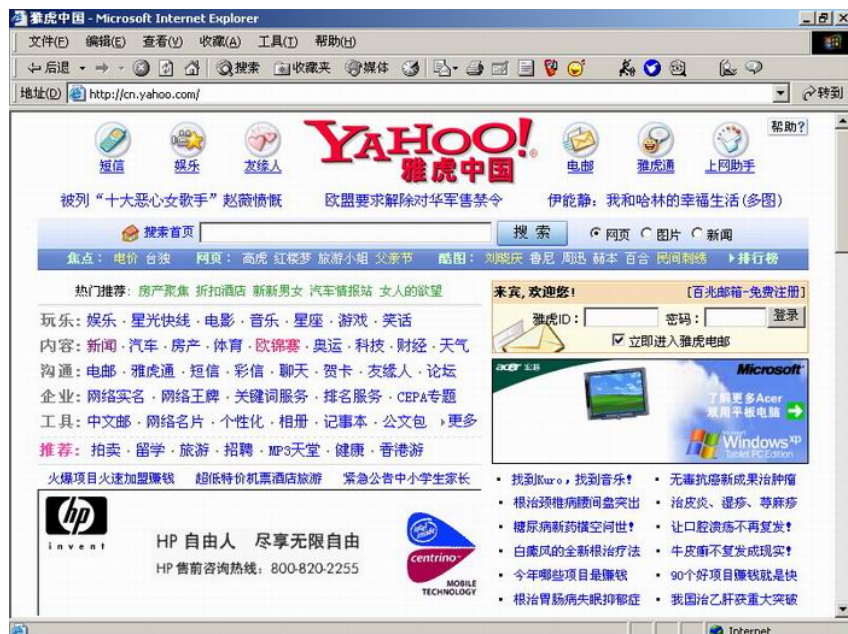 雅虎中国 - Microsoft Internet Explorer
文件(F) 编辑(E) 查看(V) 收藏(A) 工具(T) 帮助(H)
后退 搜索 收藏夹 媒体
地址(D) http://cn.yahoo.com/ 转到
帮助?
YAHOO!
雅虎中国
短信 娱乐 友缘人 电邮 雅虎通 上网助手
被列“十大恶心女歌手”赵薇愤慨 欧盟要求解除对华军售禁令 伊能静：我和哈林的幸福生活(多图)
搜索首页 搜 索 网页 图片 新闻
焦点： 电价 台独 网页： 高虎 红楼梦 旅游小姐 父亲节 酷图： 刘晓庆 鲁尼 周迅 赫本 百合 民间刺绣 排行榜
热门推荐： 房产聚焦 折扣酒店 新新男女 汽车情报站 女人的欲望
玩乐: 娱乐 · 星光快线 · 电影 · 音乐 · 星座 · 游戏 · 笑话
内容: 新闻 · 汽车 · 房产 · 体育 · 欧锦赛 · 奥运 · 科技 · 财经 · 天气
沟通: 电邮 · 雅虎通 · 短信 · 彩信 · 聊天 · 贺卡 · 友缘人 · 论坛
企业: 网络实名 · 网络王牌 · 关键词服务 · 排名服务 · CEPA专题
工具: 中文邮 · 网络名片 · 个性化 · 相册 · 记事本 · 公文包 更多
推荐: 拍卖 · 留学 · 旅游 · 招聘 · MP3天堂 · 健康 · 香港游
火爆项目火速加盟赚钱 超低特价机票酒店旅游 紧急公告中小学生家长
hp
invent
HP 自由人 尽享无限自由
HP 售前咨询热线：800-820-2255
intel inside
centrino
MOBILE
TECHNOLOGY
来宾,欢迎您! [百兆邮箱-免费注册]
雅虎ID： 密码： 登录
立即进入雅虎电邮
acer 宏碁 Microsoft
了解更多Acer
双用平板电脑
Windows xp
Tablet PC Edition
· 找到Kuro，找到音乐! · 无毒抗癌新成果治肿瘤
· 根治颈椎病腰间盘突出 · 治皮炎、湿疹、荨麻疹
· 糖尿病新药横空问世! · 让口腔溃疡不再复发!
· 白癜风的全新根治疗法 · 牛皮癣不复发成现实!
· 今年哪些项目最赚钱 · 90个好项目赚钱就是快
· 根治胃肠病失眠抑郁症 · 我国治乙肝获重大突破
Internet